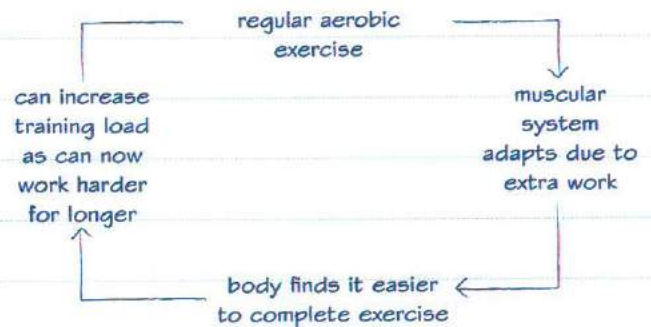 regular aerobic
exercise
muscular
system
adapts due to
extra work
body finds it easier
to complete exercise
can increase
training load
as can now
work harder
for longer